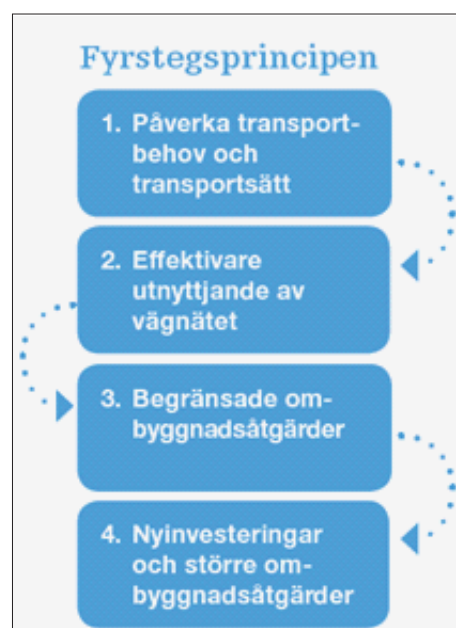 Fyrstegsprincipen
1. Påverka transport-
behov och
transportsätt
2. Effektivare
utnyttjande av
vägnätet
3. Begränsade om-
byggnadsåtgärder
4. Nyinvesteringar
och större om-
byggnadsåtgärder